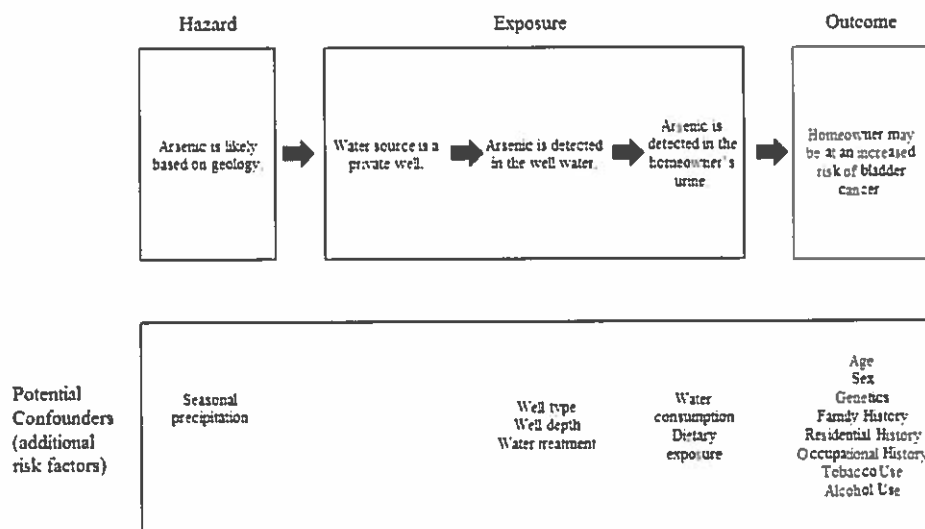 Hazard
Exposure
Outcome
Arsenic is likely
based on geology.
Water source is a
private well.
Arsenic is detected
in the well water.
Arsenic is
detected in the
homeowner's
urine.
Homeowner may
be at an increased
risk of bladder
cancer
Potential
Confounders
(additional
risk factors)
Seasonal
precipitation
Well type
Well depth
Water treatment
Water
consumption
Dietary
exposure
Age
Sex
Genetics
Family History
Residential History
Occupational History
Tobacco Use
Alcohol Use